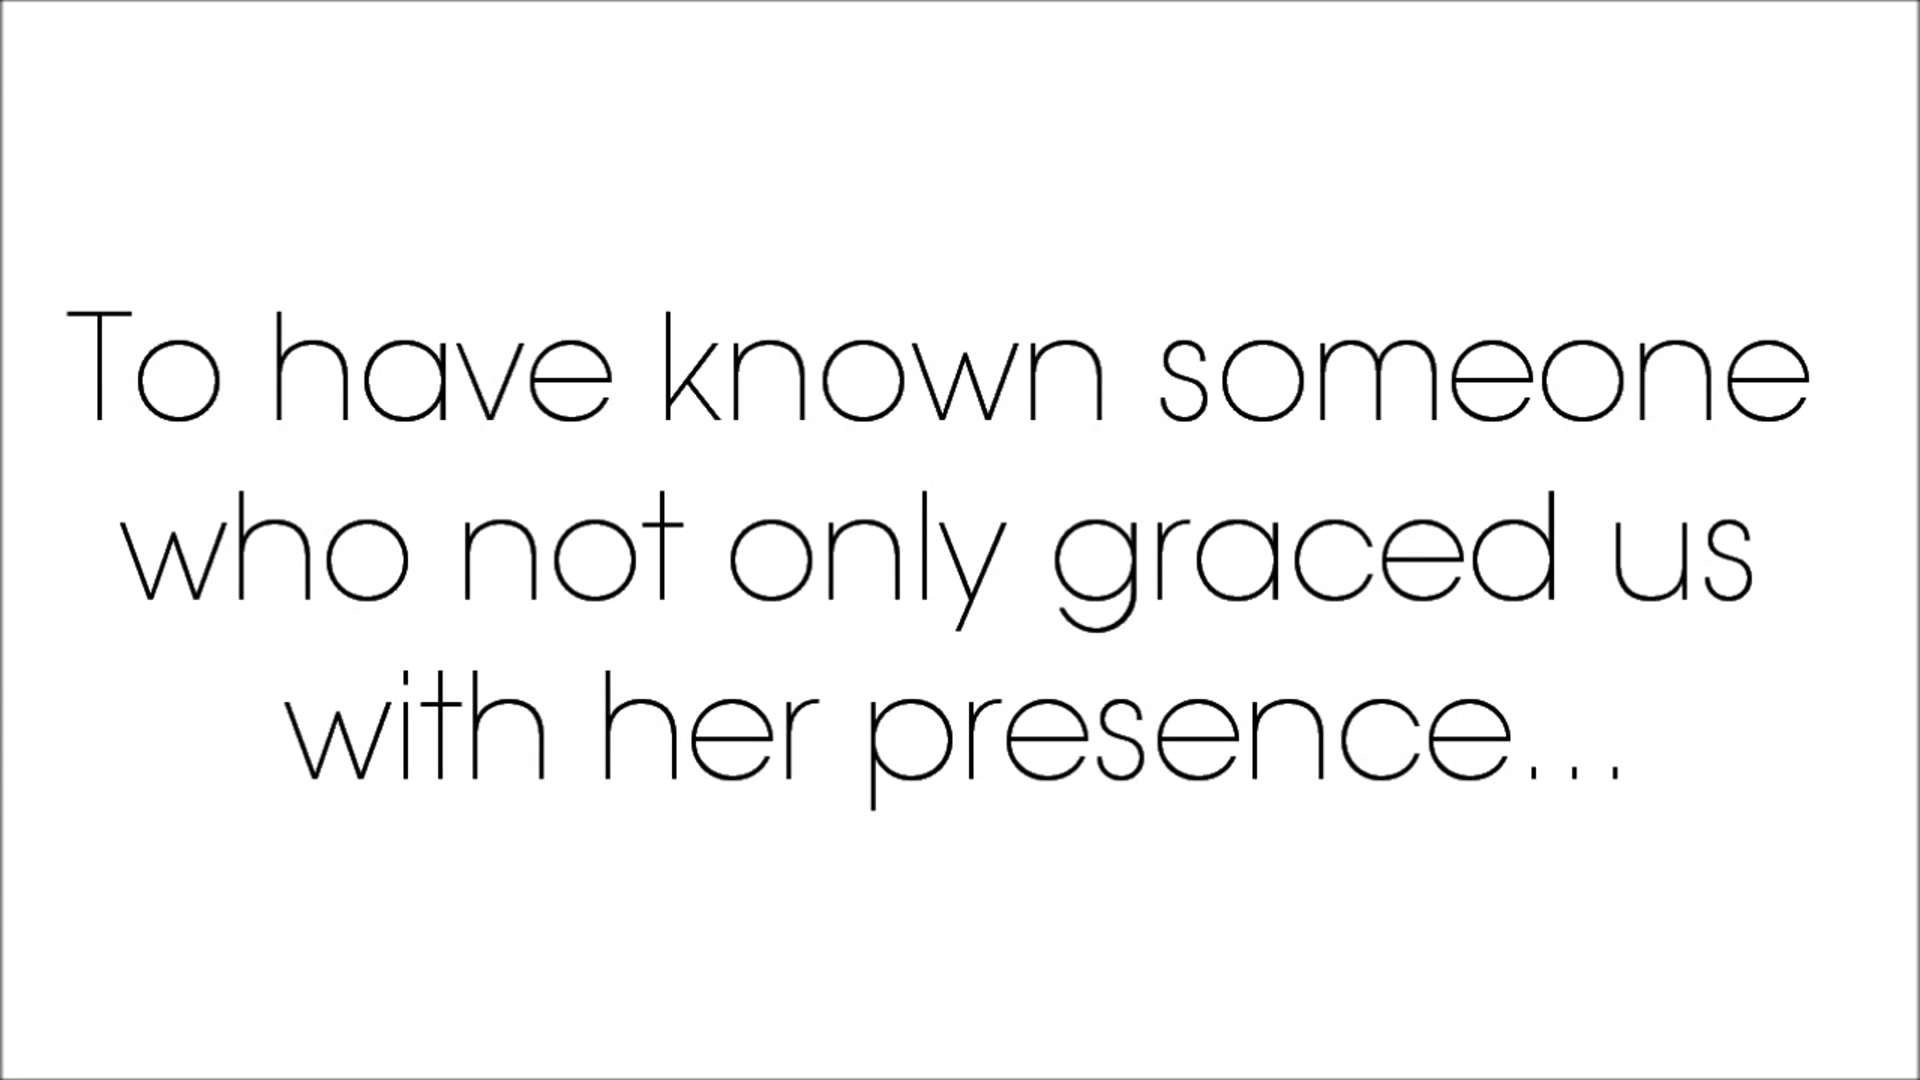 To have known someone
who not only graced us
with her presence...